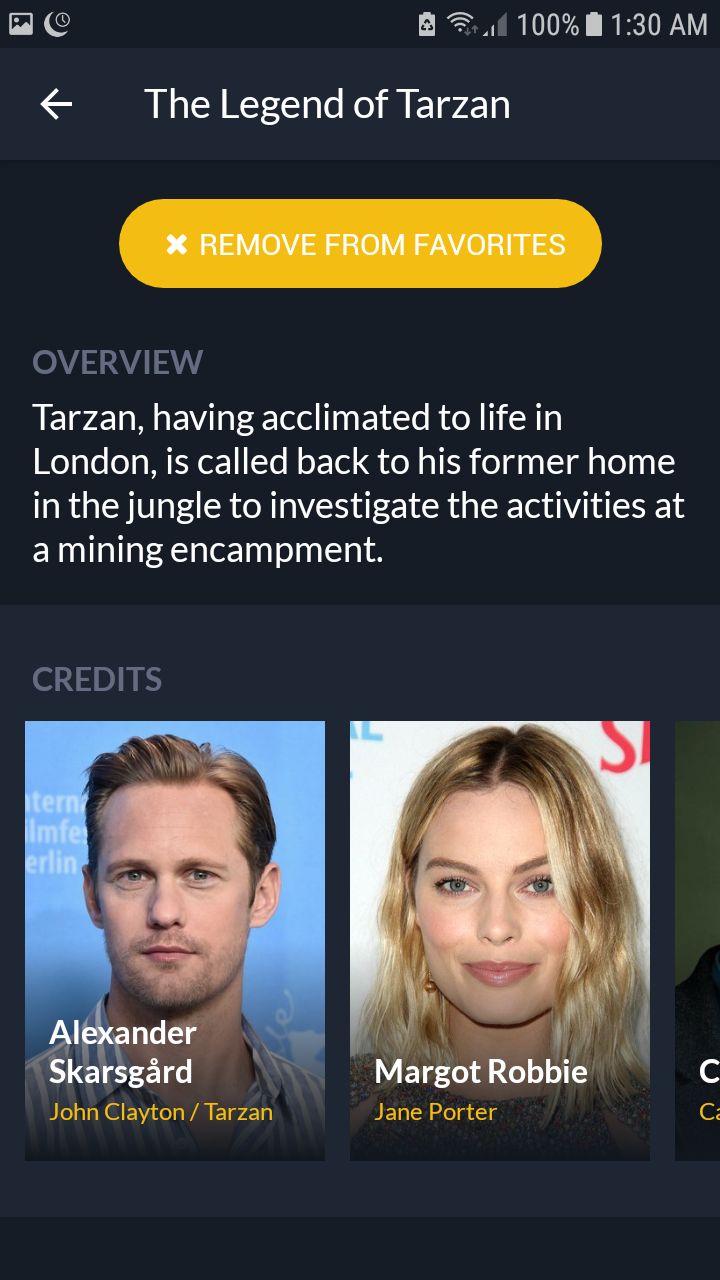 100% 1:30 AM
The Legend of Tarzan
REMOVE FROM FAVORITES
OVERVIEW
Tarzan, having acclimated to life in
London, is called back to his former home
in the jungle to investigate the activities at
a mining encampment.
CREDITS
Alexander
Skarsgård
John Clayton / Tarzan
Margot Robbie
Jane Porter